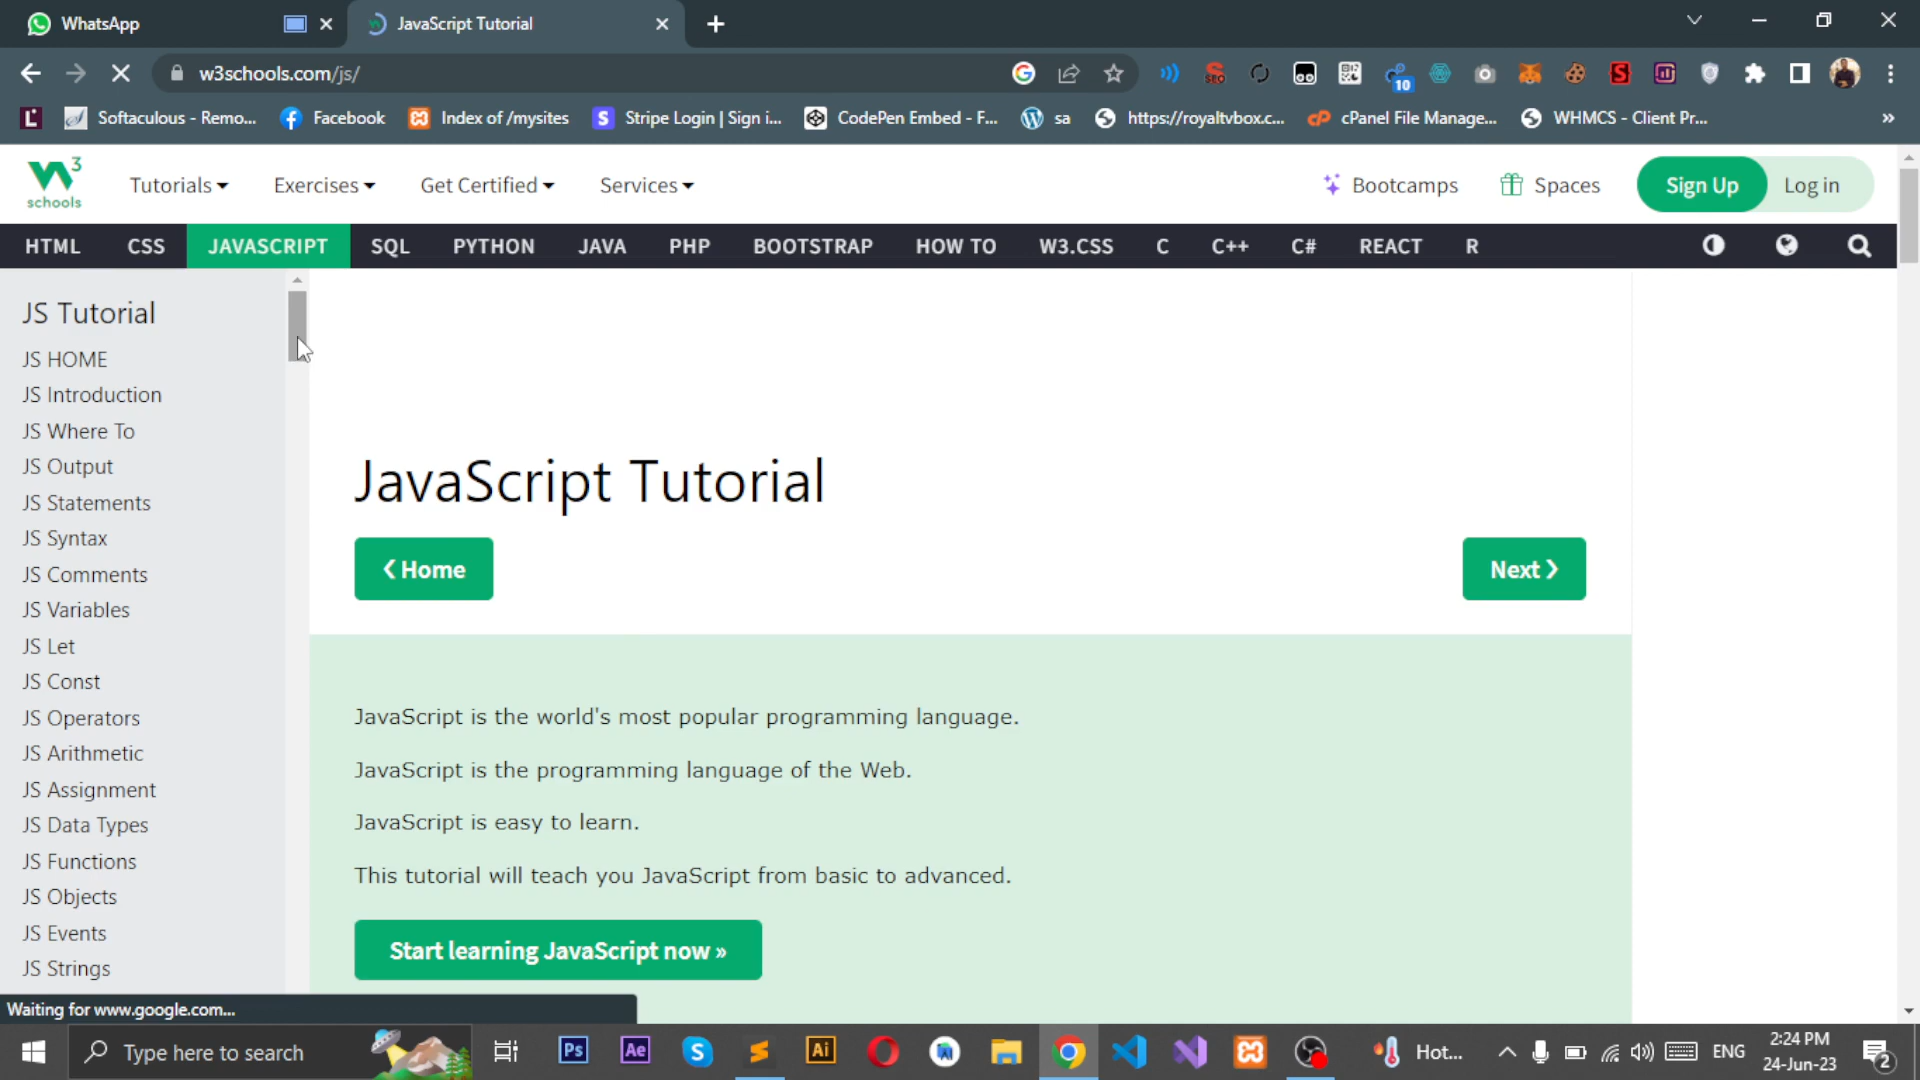 WhatsApp
JavaScript Tutorial
w3schools.com/js/
10
Softaculous - Remo...
Facebook
Index of /mysites
Stripe Login | Sign i...
CodePen Embed - F...
sa
https://royaltvbox.c...
cPanel File Manage...
WHMCS - Client Pr...
»
W3 schools
Tutorials
Exercises
Get Certified
Services
Bootcamps
Spaces
Sign Up
Log in
HTML CSS JAVASCRIPT SQL PYTHON JAVA PHP BOOTSTRAP HOW TO W3.CSS C C++ C# REACT R
JS Tutorial
JS HOME
JS Introduction
JS Where To
JS Output
JS Statements
JS Syntax
JS Comments
JS Variables
JS Let
JS Const
JS Operators
JS Arithmetic
JS Assignment
JS Data Types
JS Functions
JS Objects
JS Events
JS Strings
JavaScript Tutorial
❮ Home
Next ❯
JavaScript is the world's most popular programming language.
JavaScript is the programming language of the Web.
JavaScript is easy to learn.
This tutorial will teach you JavaScript from basic to advanced.
Start learning JavaScript now »
Waiting for www.google.com...
Type here to search
Ps
Ae
S
Ai
Hot...
ENG
2:24 PM
24-Jun-23
2